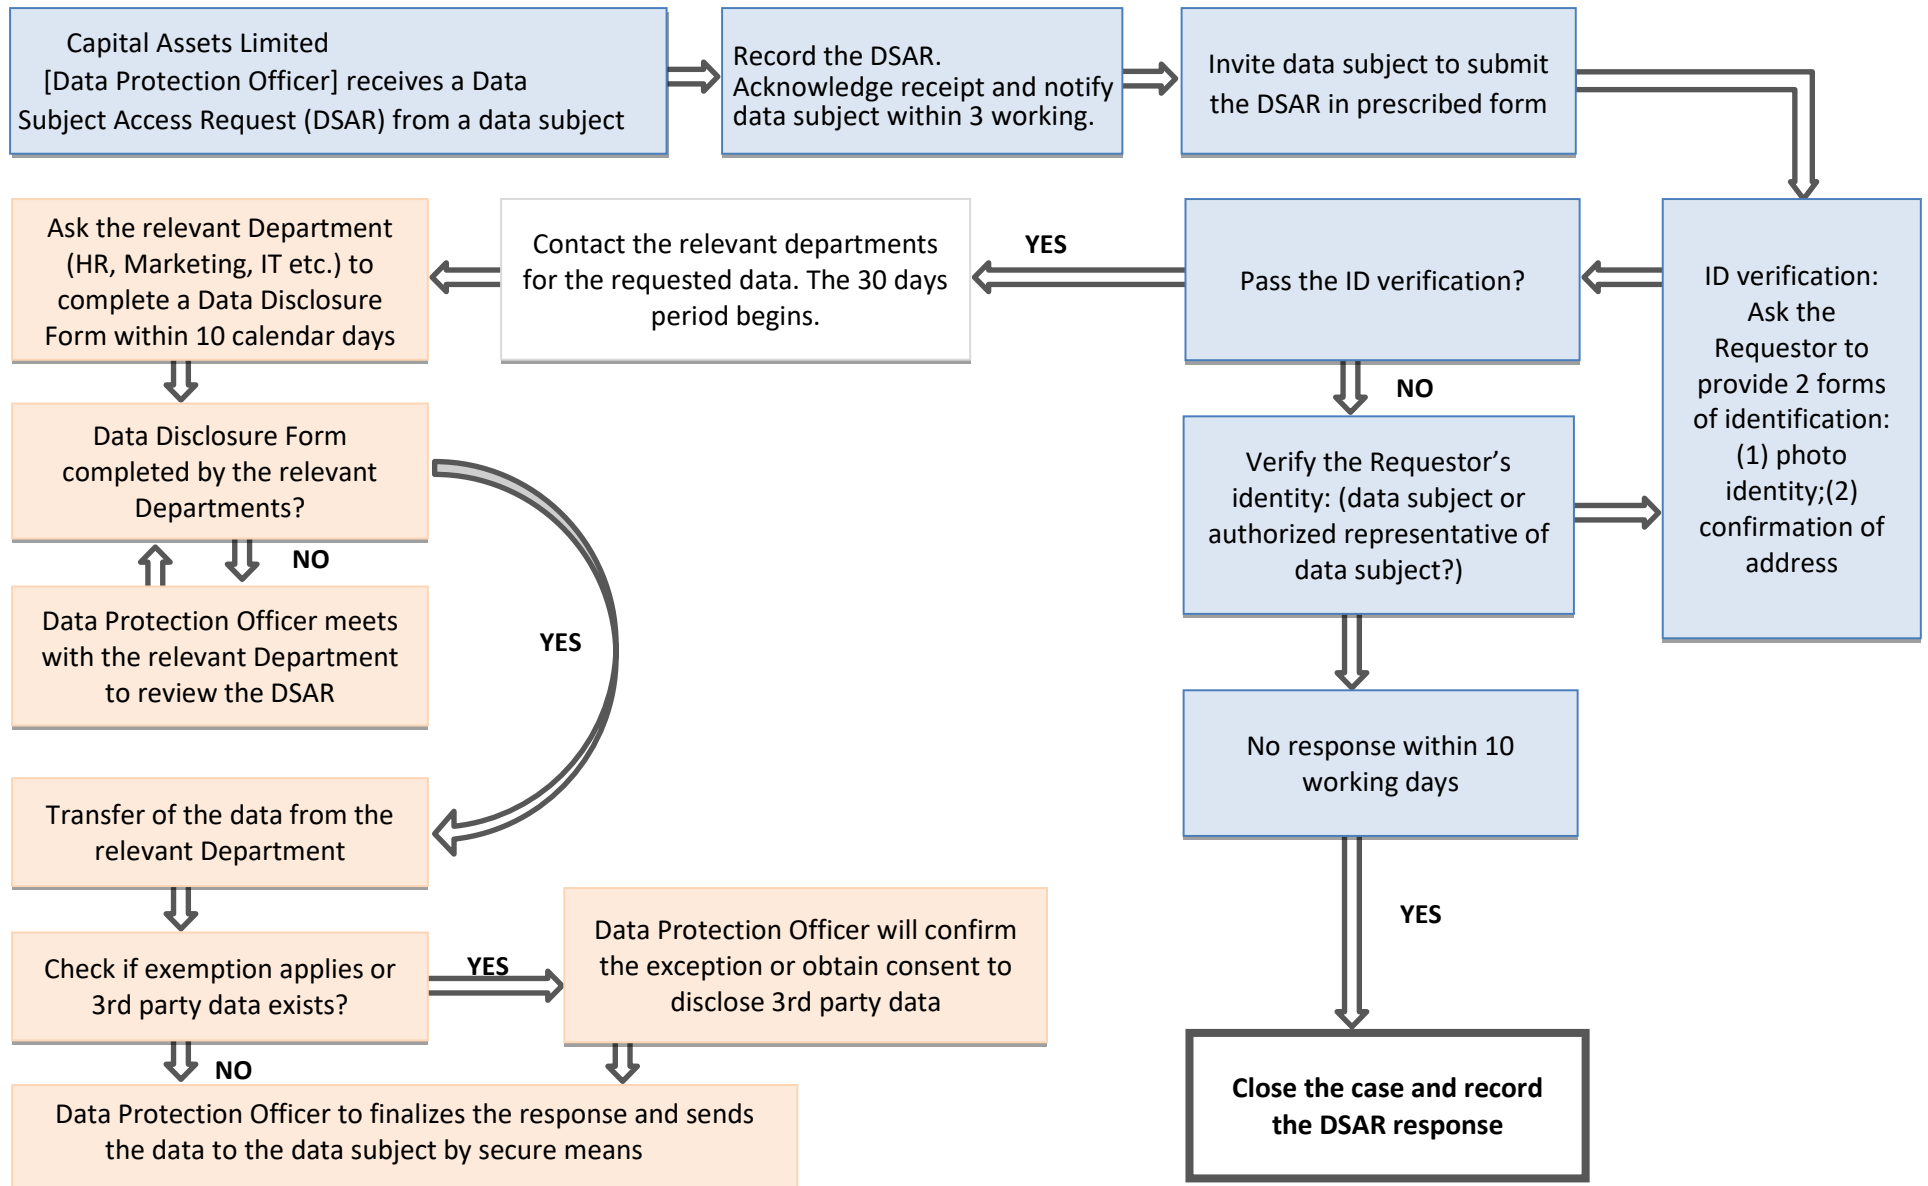 Capital Assets Limited
[Data Protection Officer] receives a Data
Subject Access Request (DSAR) from a data subject
Record the DSAR.
Acknowledge receipt and notify
data subject within 3 working.
Invite data subject to submit
the DSAR in prescribed form
Ask the relevant Department
(HR, Marketing, IT etc.) to
complete a Data Disclosure
Form within 10 calendar days
Contact the relevant departments
for the requested data. The 30 days
period begins.
YES
Pass the ID verification?
ID verification:
Ask the
Requestor to
provide 2 forms
of identification:
(1) photo
identity;(2)
confirmation of
address
NO
Data Disclosure Form
completed by the relevant
Departments?
Verify the Requestor’s
identity: (data subject or
authorized representative of
data subject?)
NO
Data Protection Officer meets
with the relevant Department
to review the DSAR
YES
No response within 10
working days
Transfer of the data from the
relevant Department
YES
Check if exemption applies or
3rd party data exists?
YES
Data Protection Officer will confirm
the exception or obtain consent to
disclose 3rd party data
NO
Data Protection Officer to finalizes the response and sends
the data to the data subject by secure means
Close the case and record
the DSAR response